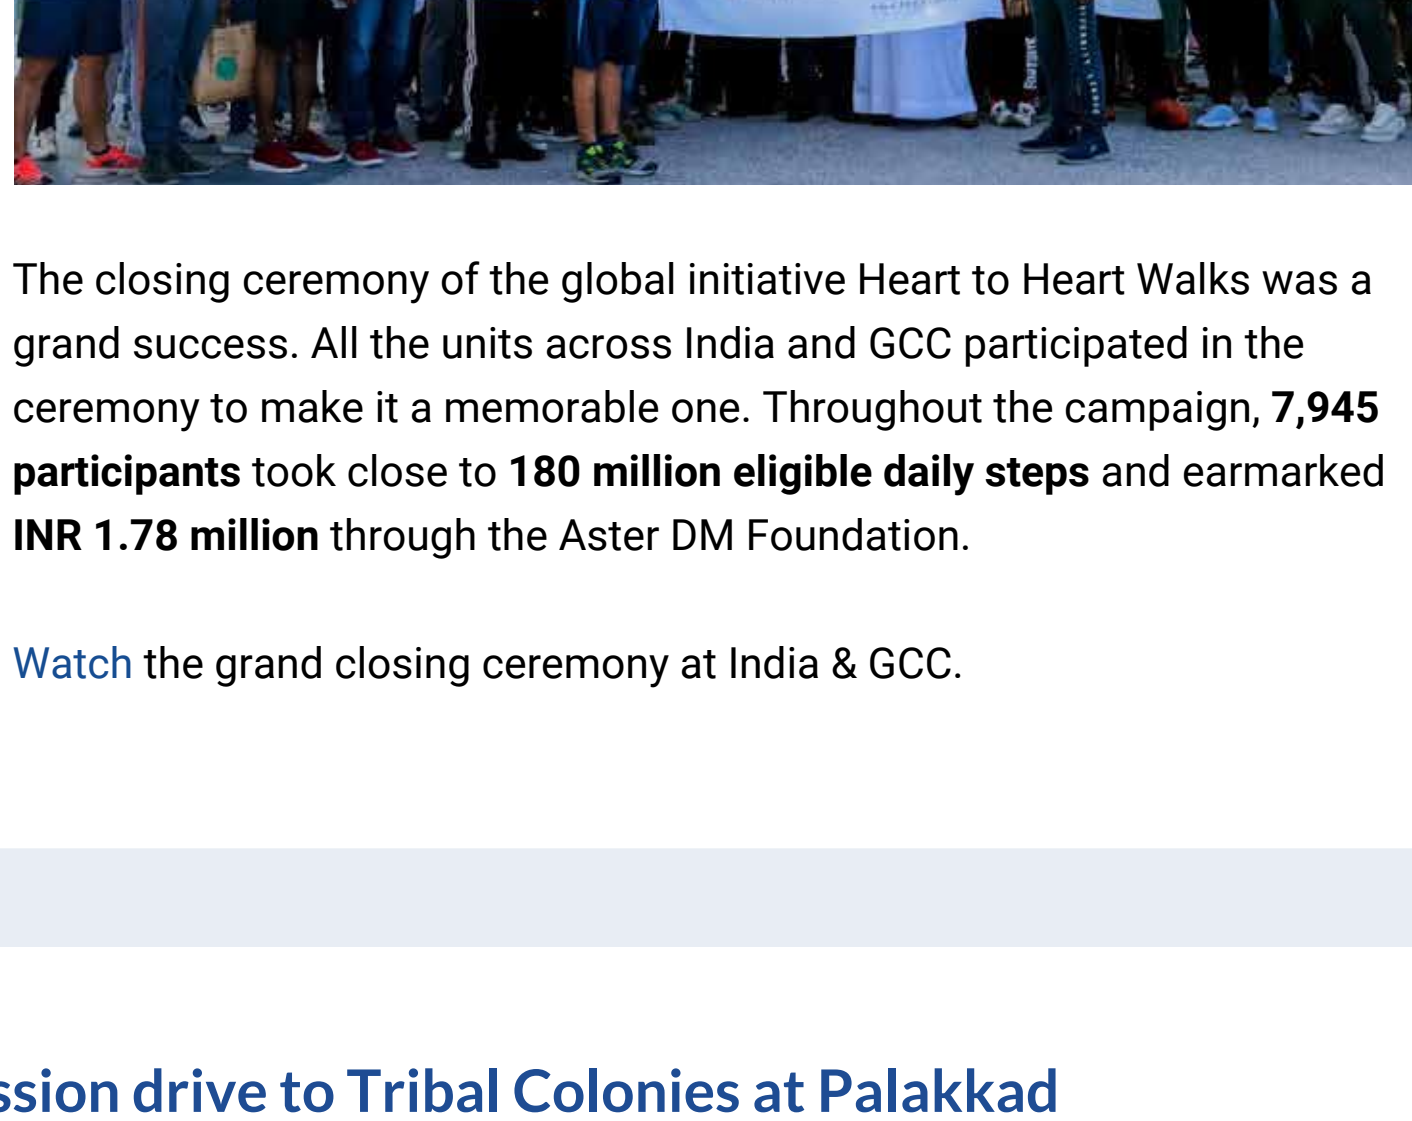 The closing ceremony of the global initiative Heart to Heart Walks was a
grand success. All the units across India and GCC participated in the
ceremony to make it a memorable one. Throughout the campaign, 7,945
participants took close to 180 million eligible daily steps and earmarked
INR 1.78 million through the Aster DM Foundation.
Watch the grand closing ceremony at India & GCC.
ssion drive to Tribal Colonies at Palakkad